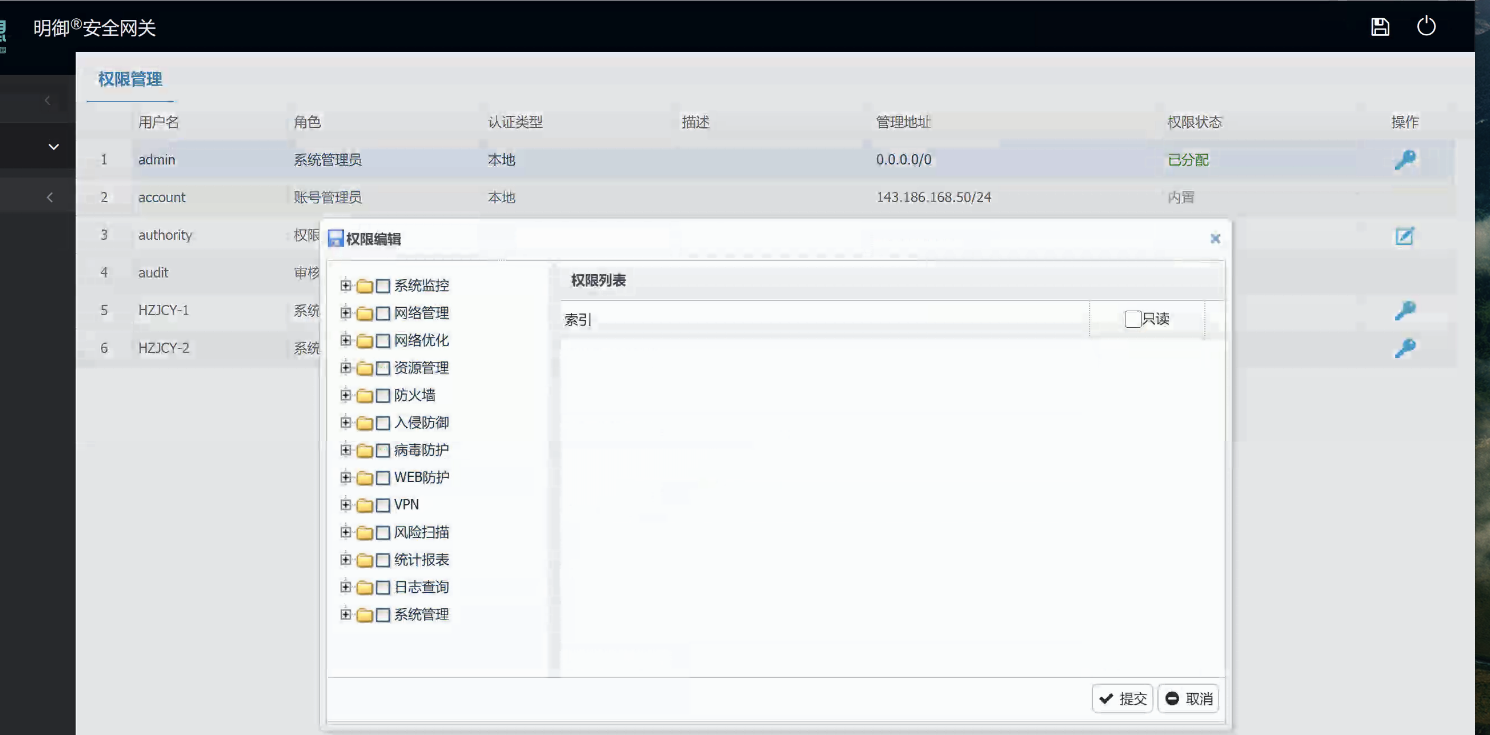 明御®安全网关
权限管理
用户名 角色 认证类型 描述 管理地址 权限状态 操作
1 admin 系统管理员 本地 0.0.0.0/0 已分配
2 account 账号管理员 本地 143.186.168.50/24 内置
3 authority 权限
4 audit 审核
5 HZJCY-1 系统
6 HZJCY-2 系统
权限编辑
系统监控
网络管理
网络优化
资源管理
防火墙
入侵防御
病毒防护
WEB防护
VPN
风险扫描
统计报表
日志查询
系统管理
权限列表
索引 只读
提交 取消